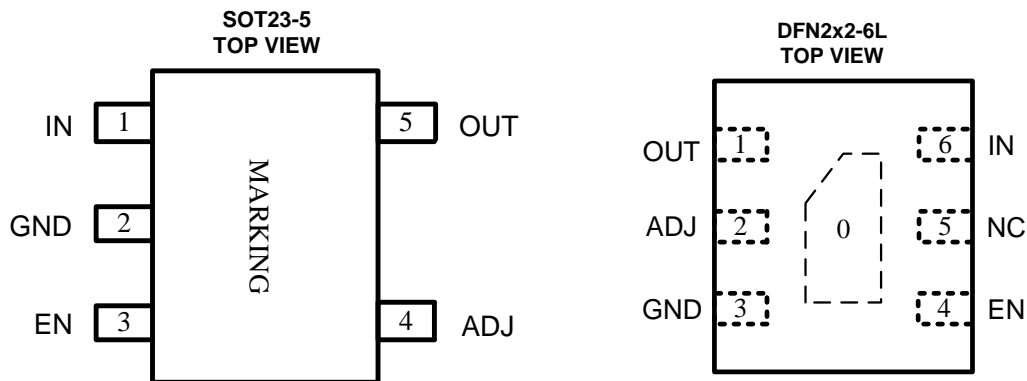 SOT23-5
TOP VIEW
IN 1
5 OUT
GND 2
EN 3
4 ADJ
MARKING
DFN2x2-6L
TOP VIEW
OUT 1
6 IN
ADJ 2
0
5 NC
GND 3
4 EN